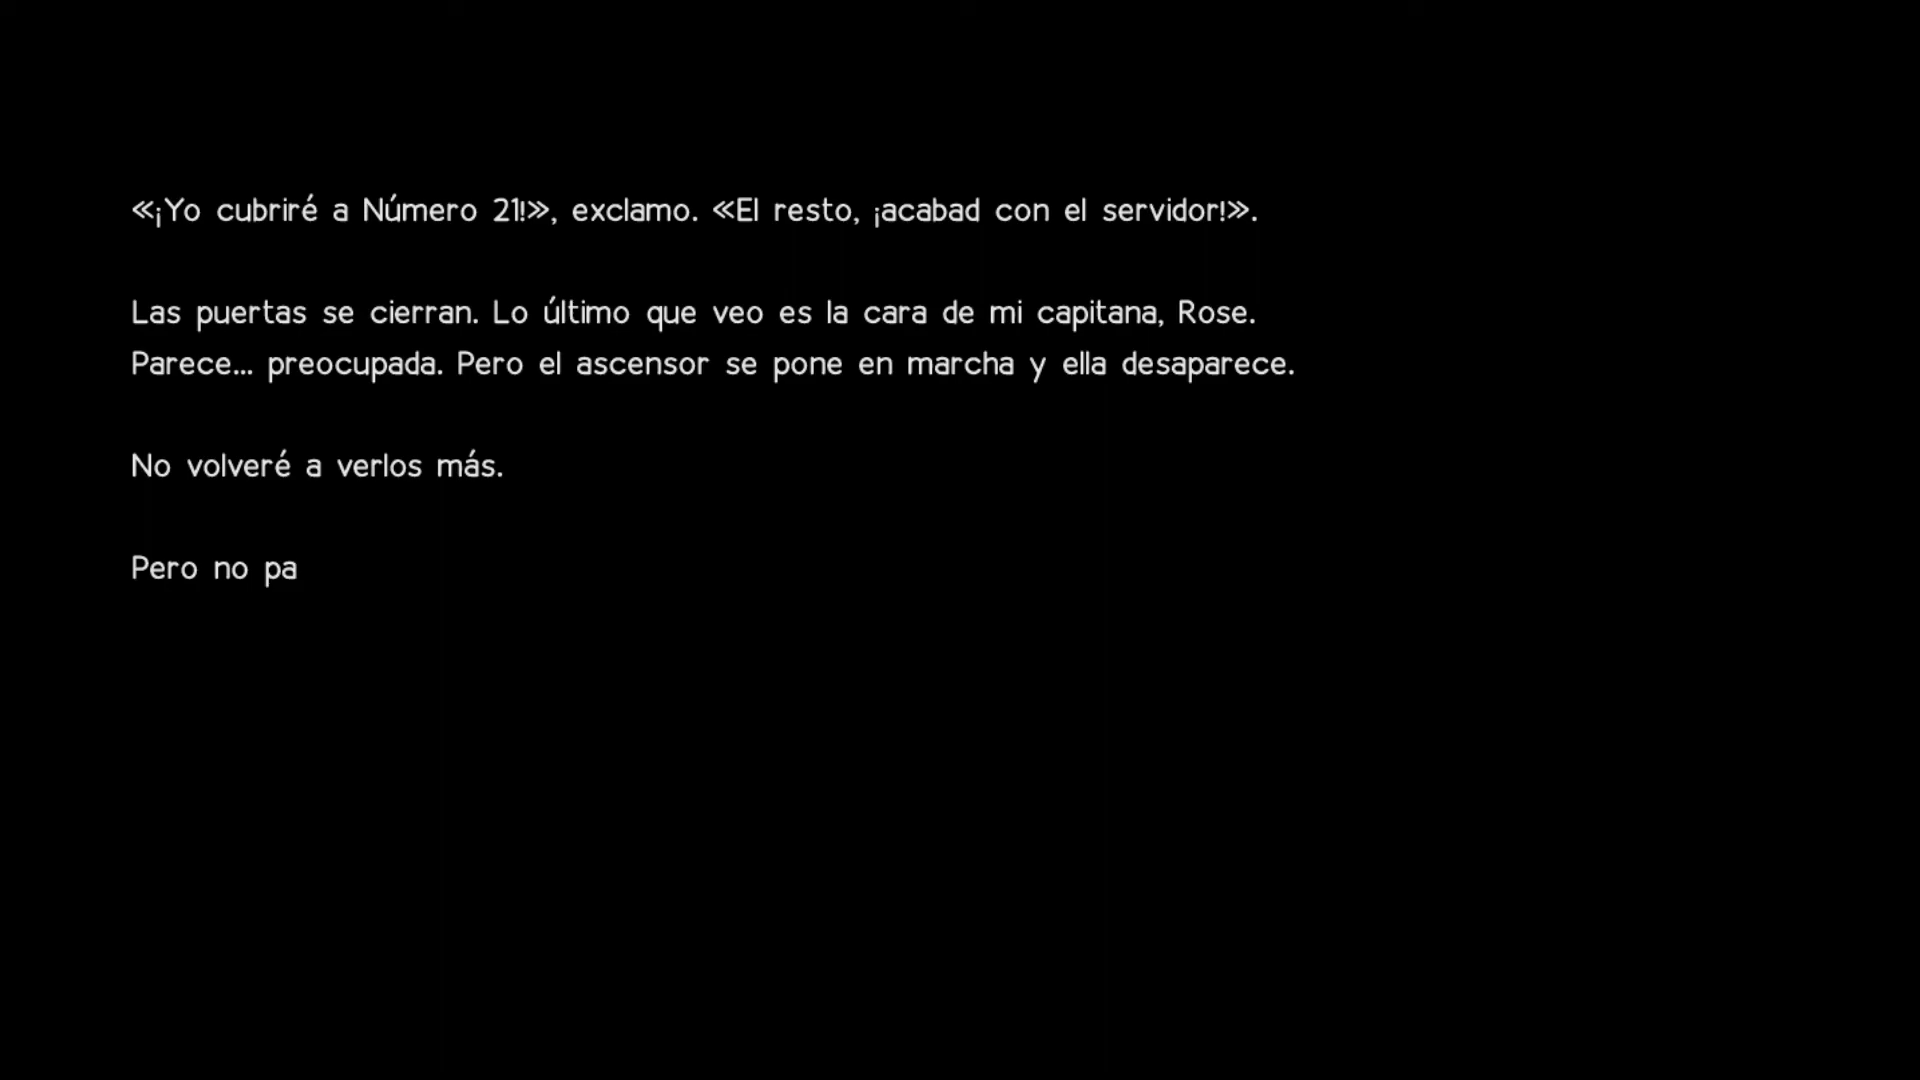 «¡Yo cubriré a Número 21!», exclamo. «El resto, ¡acabad con el servidor!».
Las puertas se cierran. Lo último que veo es la cara de mi capitana, Rose.
Parece... preocupada. Pero el ascensor se pone en marcha y ella desaparece.
No volveré a verlos más.
Pero no pa